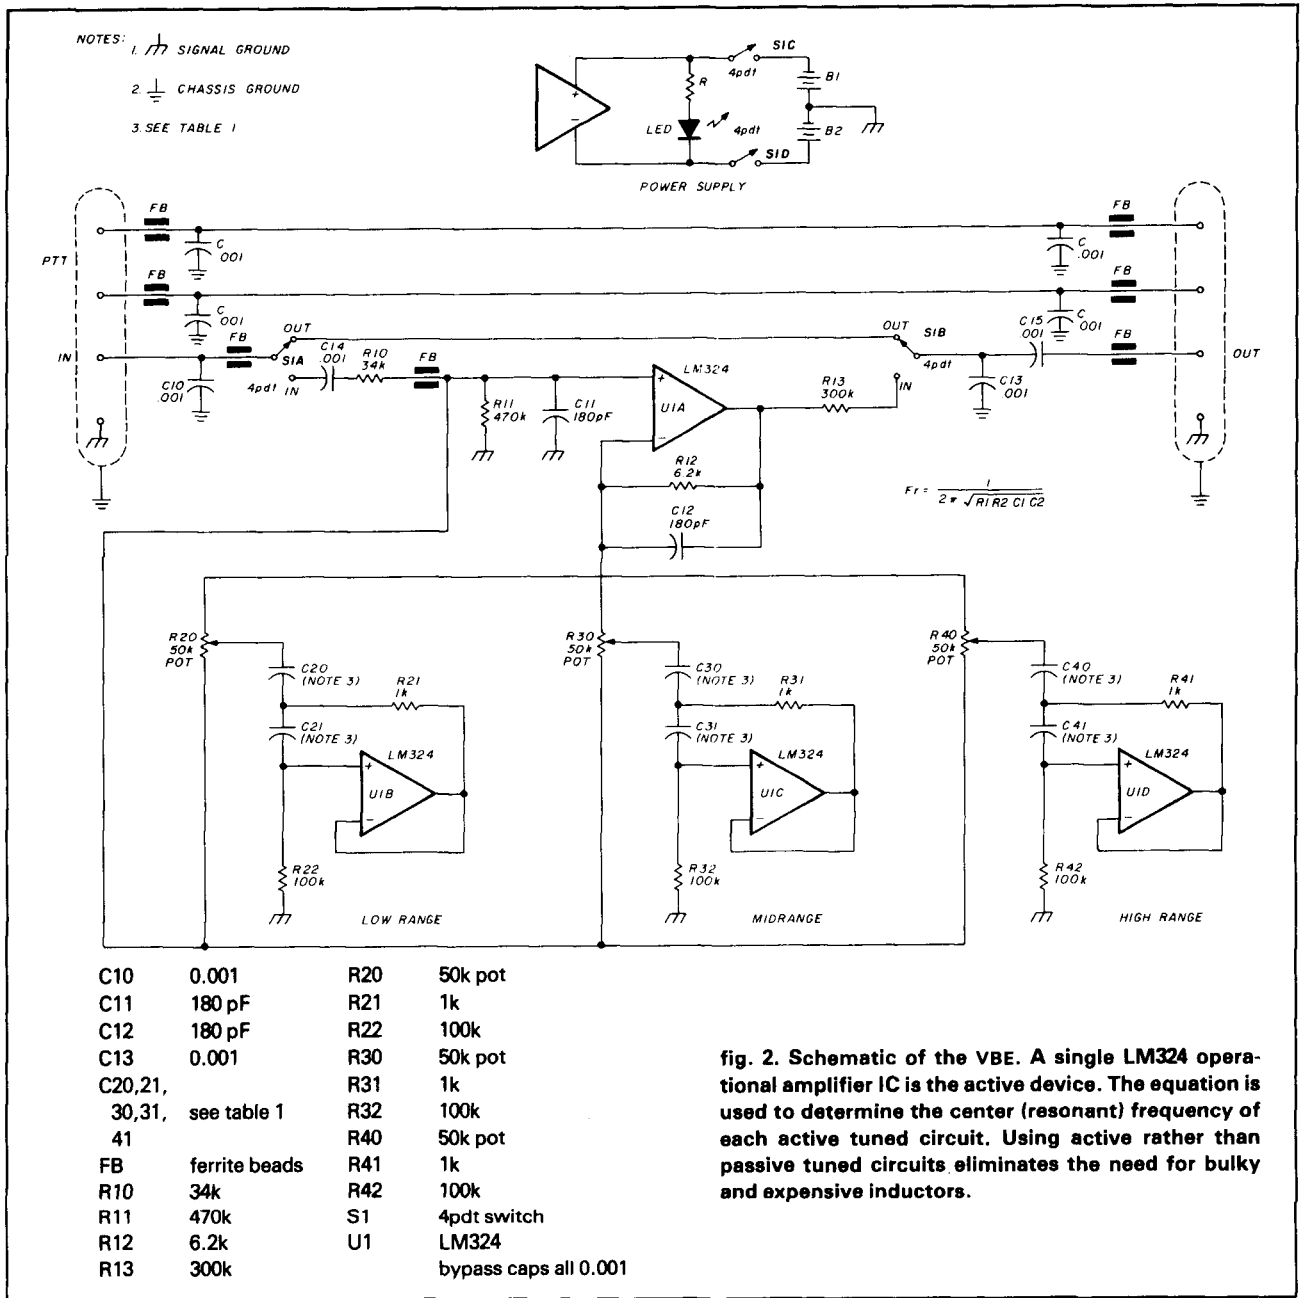 NOTES:
1. SIGNAL GROUND
2. CHASSIS GROUND
3. SEE TABLE 1
S1C
4pdt
B1
R
+
−
LED
4pdt
B2
S1D
POWER SUPPLY
FB
FB
C
.001
C
.001
PTT
FB
FB
C
.001
C
.001
OUT
OUT
S1B
C15
.001
FB
FB
IN
S1A
C14
.001
R10
34k
FB
4pdt
OUT
C10
.001
4pdt
IN
LM324
R13
300k
IN
C13
.001
R11
470k
C11
180pF
+
U1A
−
R12
6.2k
Fr = 1 / 2π √R1 R2 C1 C2
C12
180pF
R20
50k
POT
R30
50k
POT
R40
50k
POT
C20
(NOTE 3)
R21
1k
C30
(NOTE 3)
R31
1k
C40
(NOTE 3)
R41
1k
C21
(NOTE 3)
C31
(NOTE 3)
C41
(NOTE 3)
LM324
LM324
LM324
+
U1B
−
+
U1C
−
+
U1D
−
R22
100k
R32
100k
R42
100k
LOW RANGE
MIDRANGE
HIGH RANGE
C10 0.001 R20 50k pot
C11 180 pF R21 1k
C12 180 pF R22 100k
C13 0.001 R30 50k pot
C20,21, R31 1k
30,31, see table 1 R32 100k
41 R40 50k pot
FB ferrite beads R41 1k
R10 34k R42 100k
R11 470k S1 4pdt switch
R12 6.2k U1 LM324
R13 300k bypass caps all 0.001
fig. 2. Schematic of the VBE. A single LM324 opera-
tional amplifier IC is the active device. The equation is
used to determine the center (resonant) frequency of
each active tuned circuit. Using active rather than
passive tuned circuits eliminates the need for bulky
and expensive inductors.